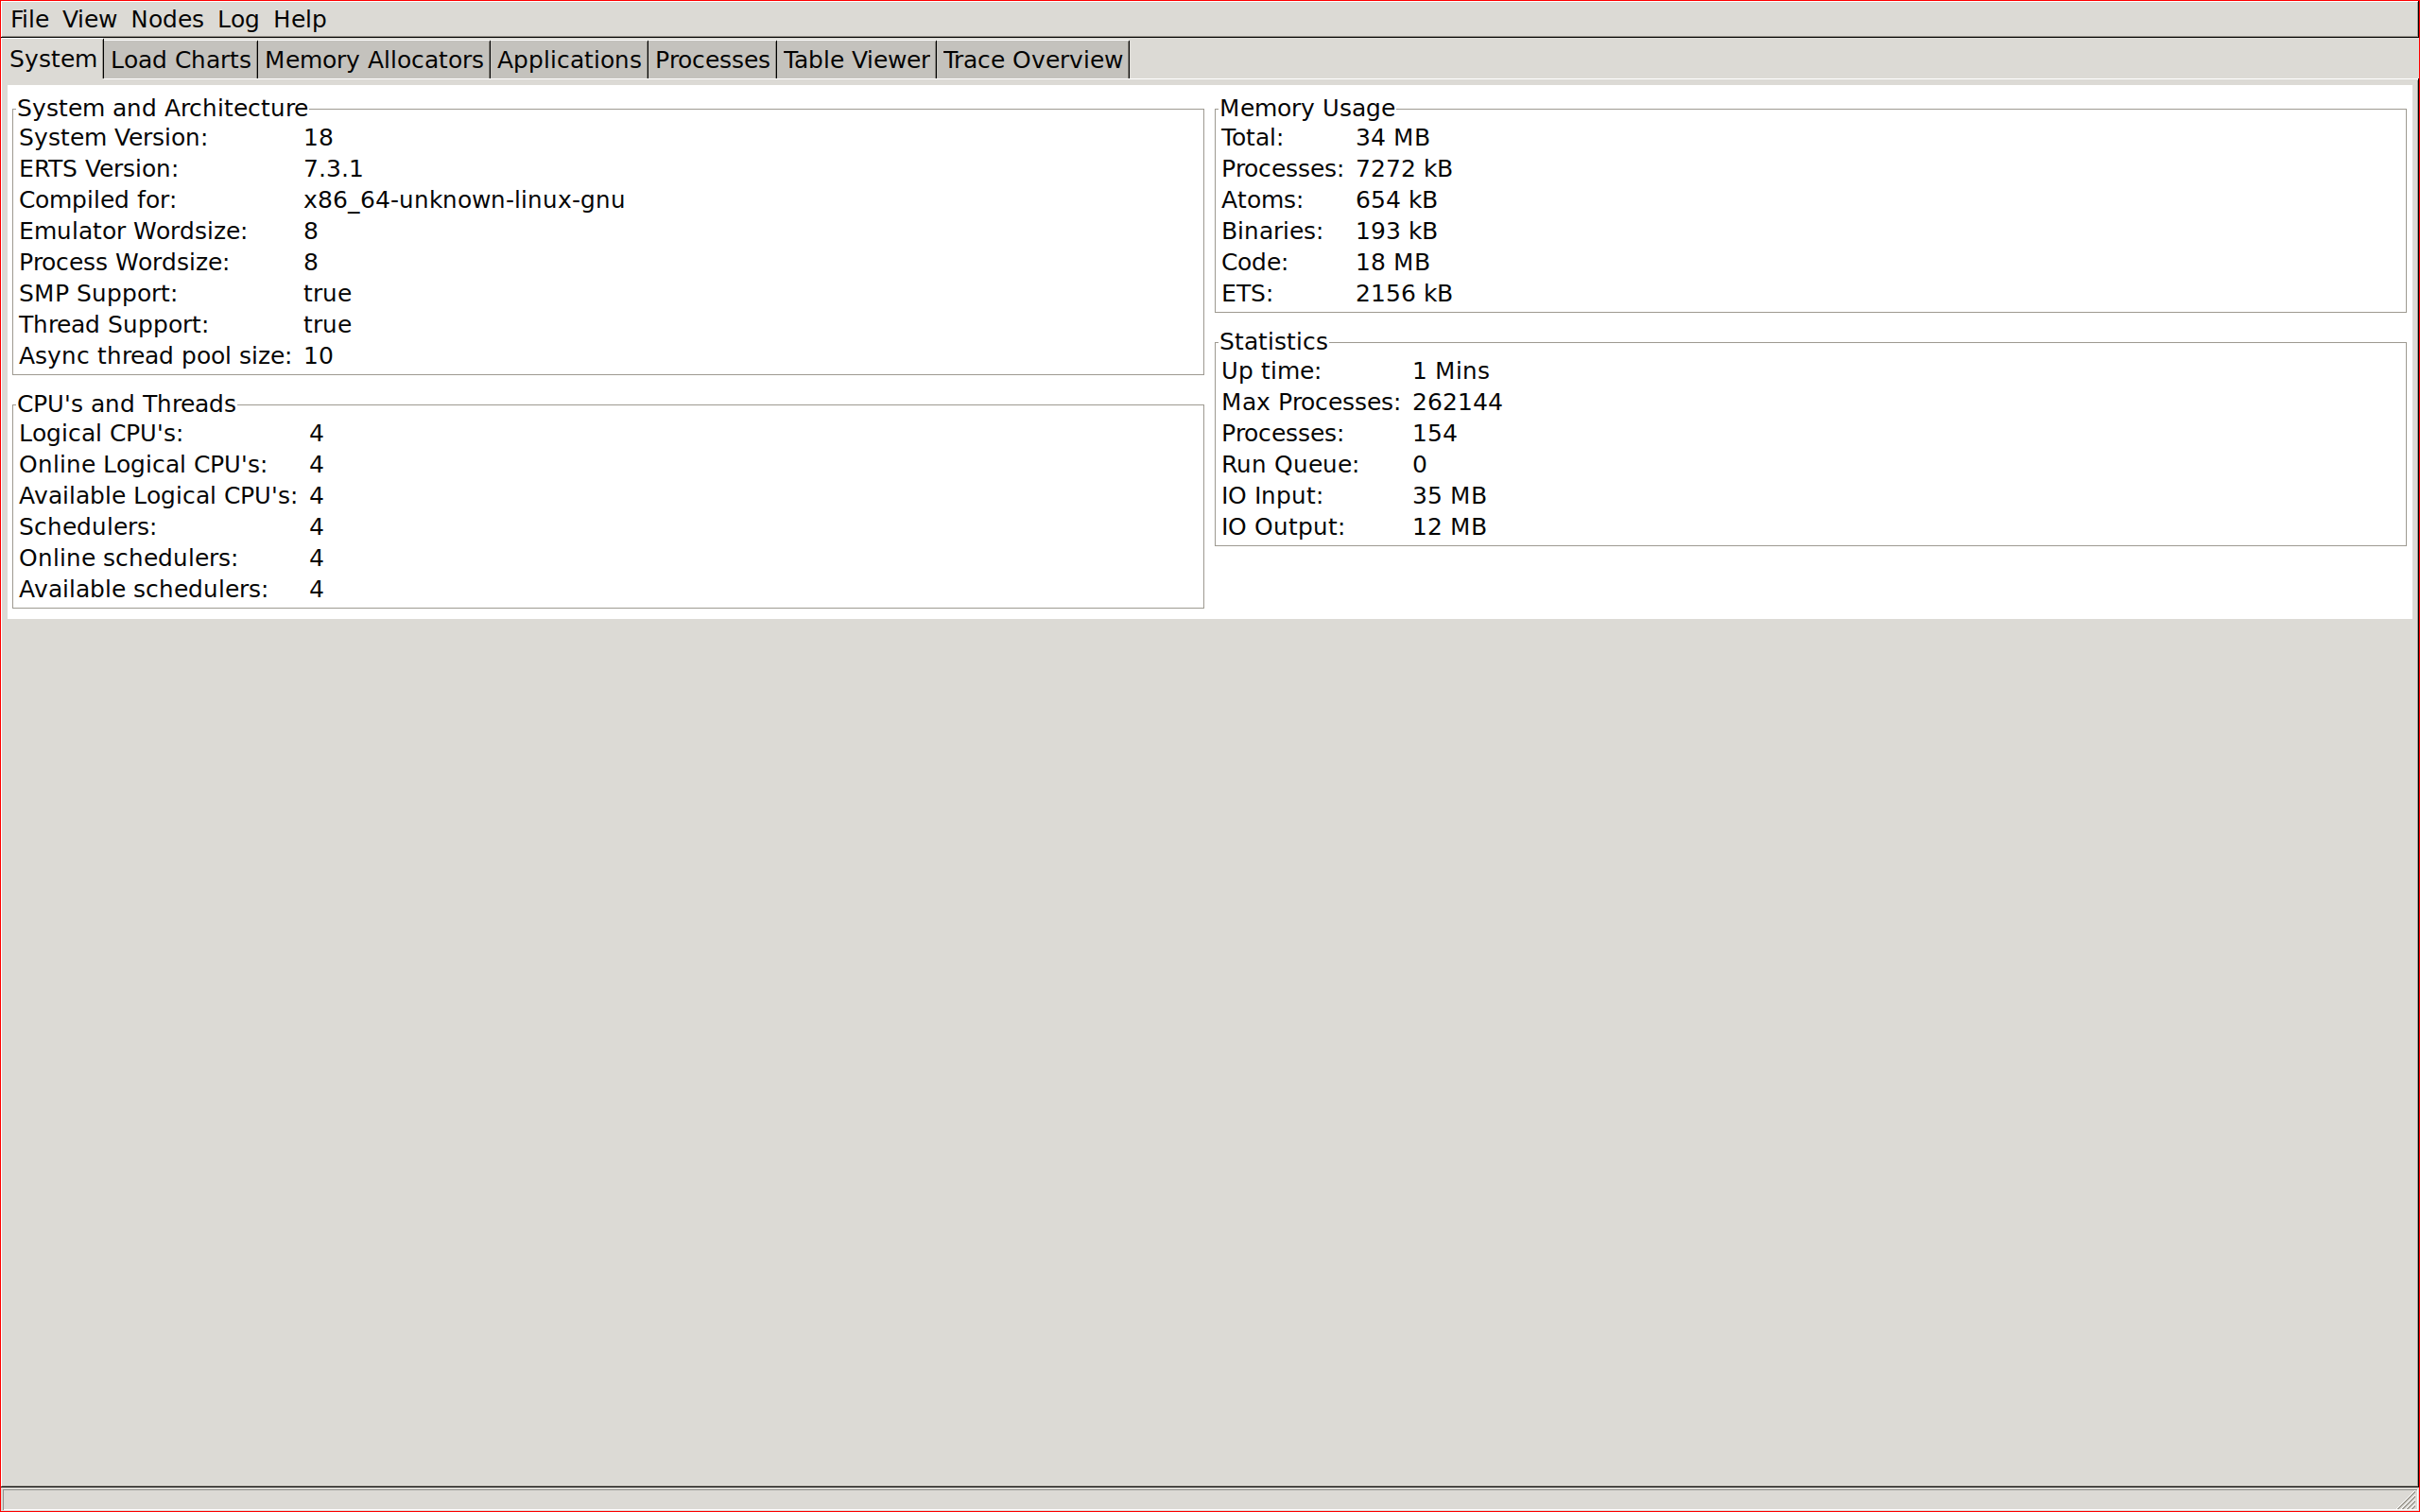 File View Nodes Log Help
System Load Charts Memory Allocators Applications Processes Table Viewer Trace Overview
System and Architecture
System Version: 18
ERTS Version: 7.3.1
Compiled for: x86_64-unknown-linux-gnu
Emulator Wordsize: 8
Process Wordsize: 8
SMP Support: true
Thread Support: true
Async thread pool size: 10
CPU's and Threads
Logical CPU's: 4
Online Logical CPU's: 4
Available Logical CPU's: 4
Schedulers: 4
Online schedulers: 4
Available schedulers: 4
Memory Usage
Total: 34 MB
Processes: 7272 kB
Atoms: 654 kB
Binaries: 193 kB
Code: 18 MB
ETS: 2156 kB
Statistics
Up time: 1 Mins
Max Processes: 262144
Processes: 154
Run Queue: 0
IO Input: 35 MB
IO Output: 12 MB